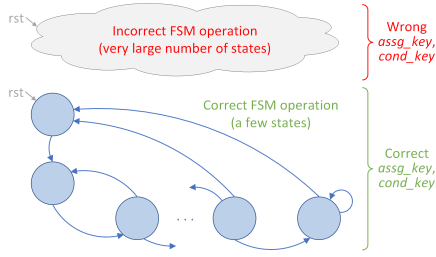 rst
Incorrect FSM operation
(very large number of states)
Wrong
assg_key,
cond_key
rst
Correct FSM operation
(a few states)
Correct
assg_key,
cond_key
. . .